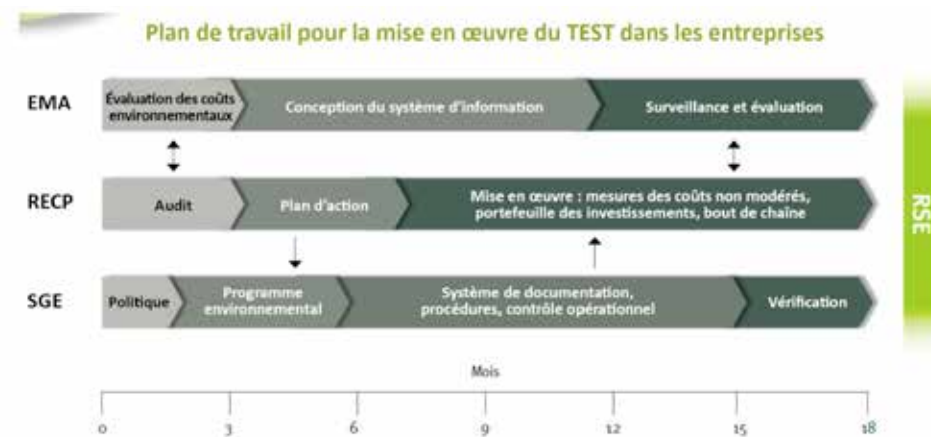 Plan de travail pour la mise en œuvre du TEST dans les entreprises
EMA
Évaluation des coûts
environnementaux
Conception du système d'information
Surveillance et évaluation
RECP
Audit
Plan d'action
Mise en œuvre : mesures des coûts non modérés,
portefeuille des investissements, bout de chaîne
RSE
SGE
Politique
Programme
environnemental
Système de documentation,
procédures, contrôle opérationnel
Vérification
Mois
0 3 6 9 12 15 18